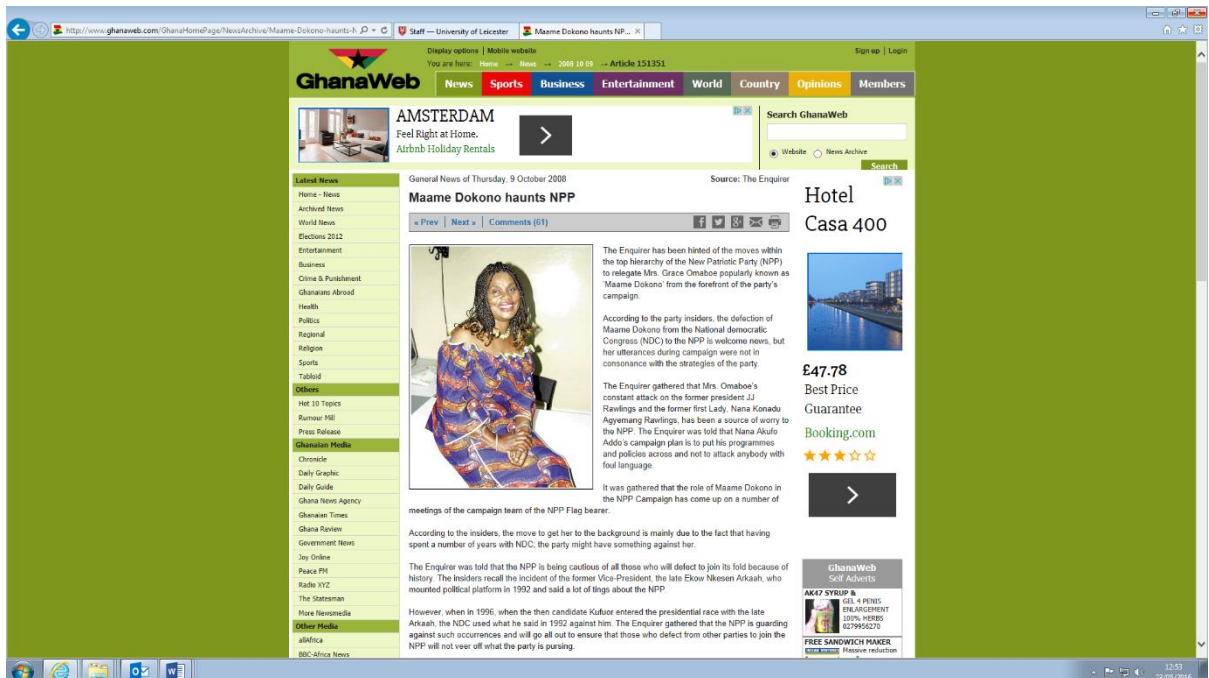 http://www.ghanaweb.com/GhanaHomePage/NewsArchive/Maame-Dokono-haunts-N
Staff — University of Leicester
Maame Dokono haunts NP...
Display options | Mobile website
Sign up | Login
You are here: Home → News → 2008 10 09 → Article 151351
GhanaWeb
News Sports Business Entertainment World Country Opinions Members
AMSTERDAM
Feel Right at Home.
Airbnb Holiday Rentals
Search GhanaWeb
Website News Archive
Search
Latest News
Home - News
Archived News
World News
Elections 2012
Entertainment
Business
Crime & Punishment
Ghanaians Abroad
Health
Politics
Regional
Religion
Sports
Tabloid
Others
Hot 10 Topics
Rumour Mill
Press Release
Ghanaian Media
Chronicle
Daily Graphic
Daily Guide
Ghana News Agency
Ghanaian Times
Ghana Review
Government News
Joy Online
Peace FM
Radio XYZ
The Statesman
More Newsmedia
Other Media
allAfrica
BBC-Africa News
General News of Thursday, 9 October 2008
Source: The Enquirer
Maame Dokono haunts NPP
« Prev | Next » | Comments (61)
The Enquirer has been hinted of the moves within
the top hierarchy of the New Patriotic Party (NPP)
to relegate Mrs. Grace Omaboe popularly known as
'Maame Dokono' from the forefront of the party's
campaign.
According to the party insiders, the defection of
Maame Dokono from the National democratic
Congress (NDC) to the NPP is welcome news, but
her utterances during campaign were not in
consonance with the strategies of the party.
The Enquirer gathered that Mrs. Omaboe's
constant attack on the former president JJ
Rawlings and the former first Lady, Nana Konadu
Agyemang Rawlings, has been a source of worry to
the NPP. The Enquirer was told that Nana Akufo
Addo's campaign plan is to put his programmes
and policies across and not to attack anybody with
foul language.
It was gathered that the role of Maame Dokono in
the NPP Campaign has come up on a number of
meetings of the campaign team of the NPP Flag bearer.
According to the insiders, the move to get her to the background is mainly due to the fact that having
spent a number of years with NDC; the party might have something against her.
The Enquirer was told that the NPP is being cautious of all those who will defect to join its fold because of
history. The insiders recall the incident of the former Vice-President, the late Ekow Nkesen Arkaah, who
mounted political platform in 1992 and said a lot of tings about the NPP.
However, when in 1996, when the then candidate Kufuor entered the presidential race with the late
Arkaah, the NDC used what he said in 1992 against him. The Enquirer gathered that the NPP is guarding
against such occurrences and will go all out to ensure that those who defect from other parties to join the
NPP will not veer off what the party is pursing.
Hotel
Casa 400
£47.78
Best Price
Guarantee
Booking.com
GhanaWeb
Self Adverts
AK47 SYRUP &
GEL 4 PENIS
ENLARGEMENT
100% HERBS
0279956270
FREE SANDWICH MAKER
Massive reduction
12:53
23/05/2016